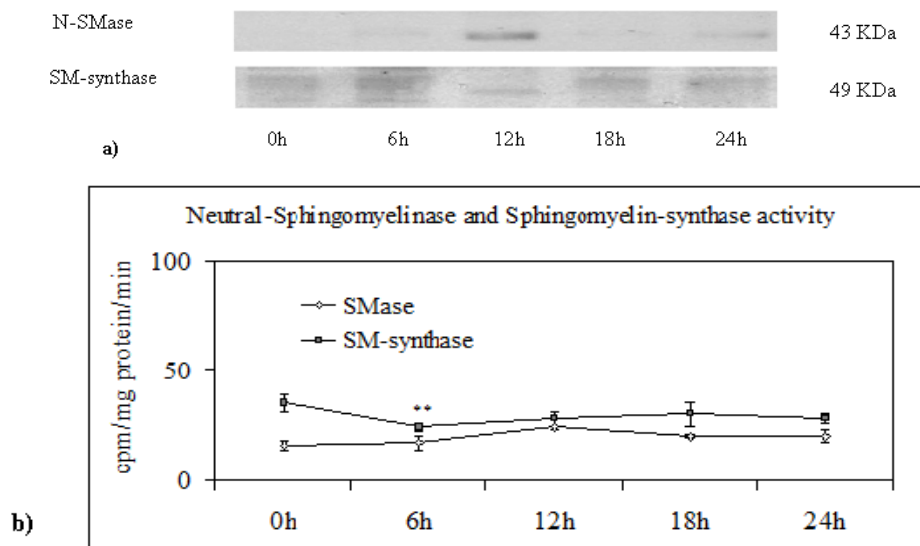 N-SMase 43 KDa
SM-synthase 49 KDa
a) 0h 6h 12h 18h 24h
Neutral-Sphingomyelinase and Sphingomyelin-synthase activity
cpm/mg protein/min
100
50
0
SMase
SM-synthase
**
0h 6h 12h 18h 24h
b)